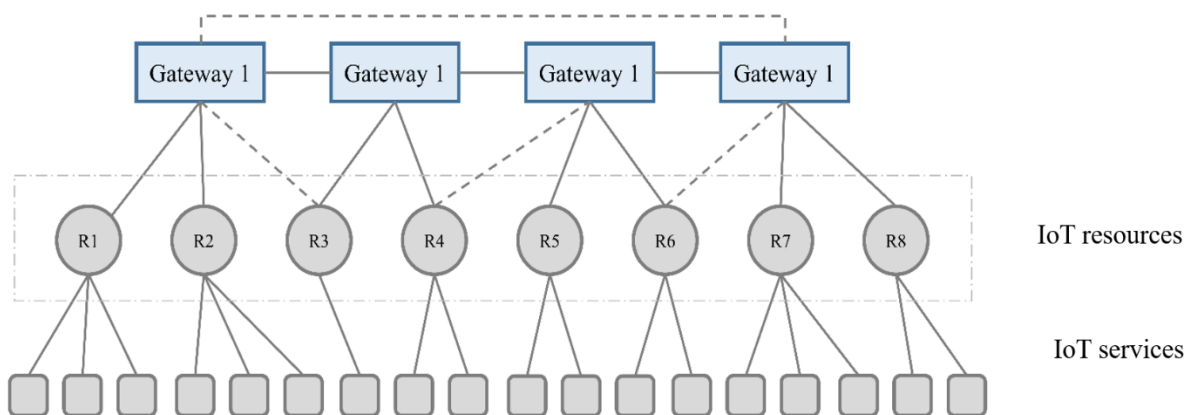 Gateway 1
Gateway 1
Gateway 1
Gateway 1
R1
R2
R3
R4
R5
R6
R7
R8
IoT resources
IoT services